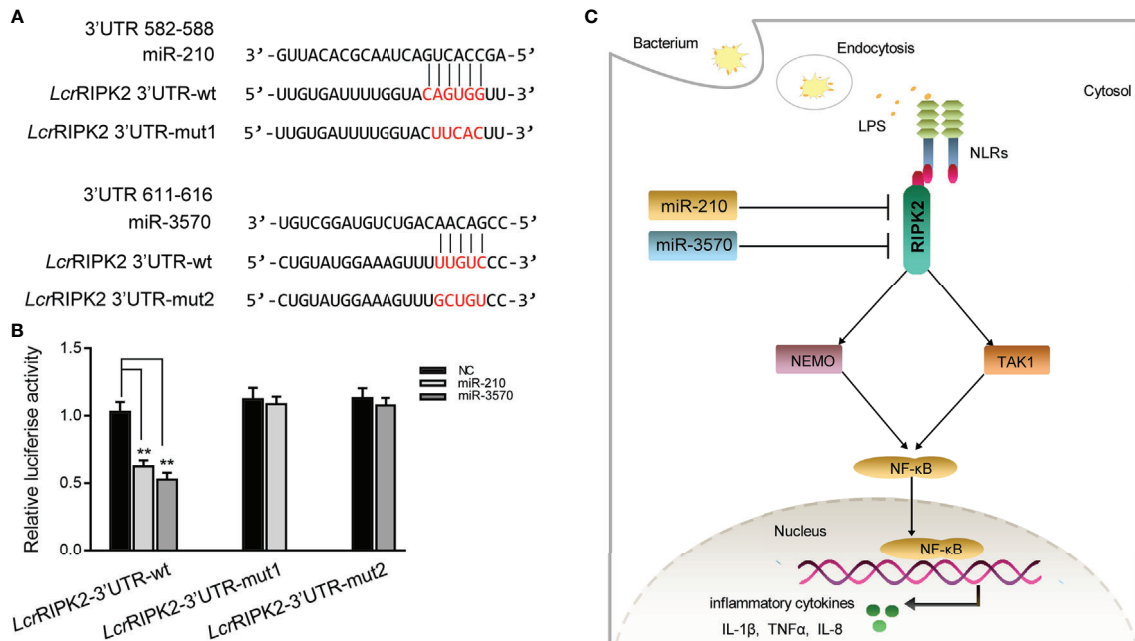 A
3'UTR 582-588
miR-210 3'-GUUACACGCAAUCAGUCACCGA-5'
LcrRIPK2 3'UTR-wt 5'-UUGUGAUUUUGGUACAGUGGUU-3'
LcrRIPK2 3'UTR-mut1 5'-UUGUGAUUUUGGUACUUCACUU-3'
3'UTR 611-616
miR-3570 3'-UGUCGGAUGUCUGACAACAGCC-5'
LcrRIPK2 3'UTR-wt 5'-CUGUAUGGAAAGUUUUUGUCCC-3'
LcrRIPK2 3'UTR-mut2 5'-CUGUAUGGAAAGUUUGCUGUCC-3'
B
Relative luciferise activity
1.5
1.0
0.5
0.0
** **
NC
miR-210
miR-3570
LcrRIPK2-3'UTR-wt
LcrRIPK2-3'UTR-mut1
LcrRIPK2-3'UTR-mut2
C
Bacterium
Endocytosis
Cytosol
LPS
NLRs
miR-210
miR-3570
RIPK2
NEMO
TAK1
NF-κB
Nucleus
NF-κB
inflammatory cytokines
IL-1β, TNFα, IL-8